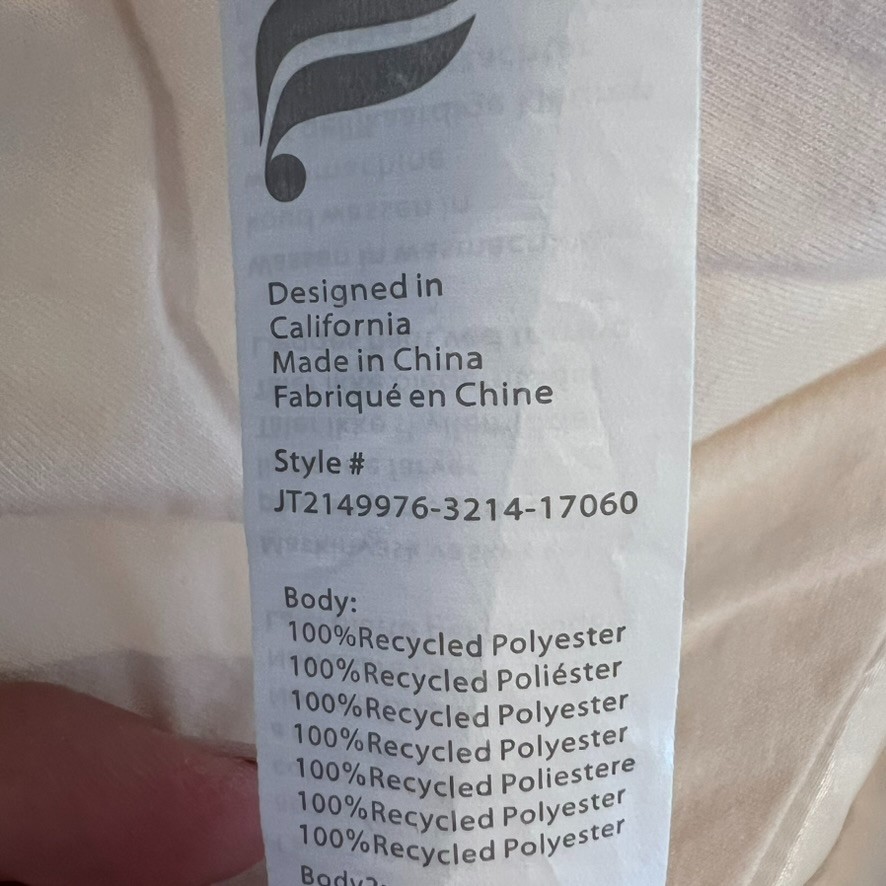 Designed in
California
Made in China
Fabriqué en Chine
Style #
JT2149976-3214-17060
Body:
100%Recycled Polyester
100%Recycled Poliéster
100%Recycled Polyester
100%Recycled Polyester
100%Recycled Poliestere
100%Recycled Polyester
100%Recycled Polyester